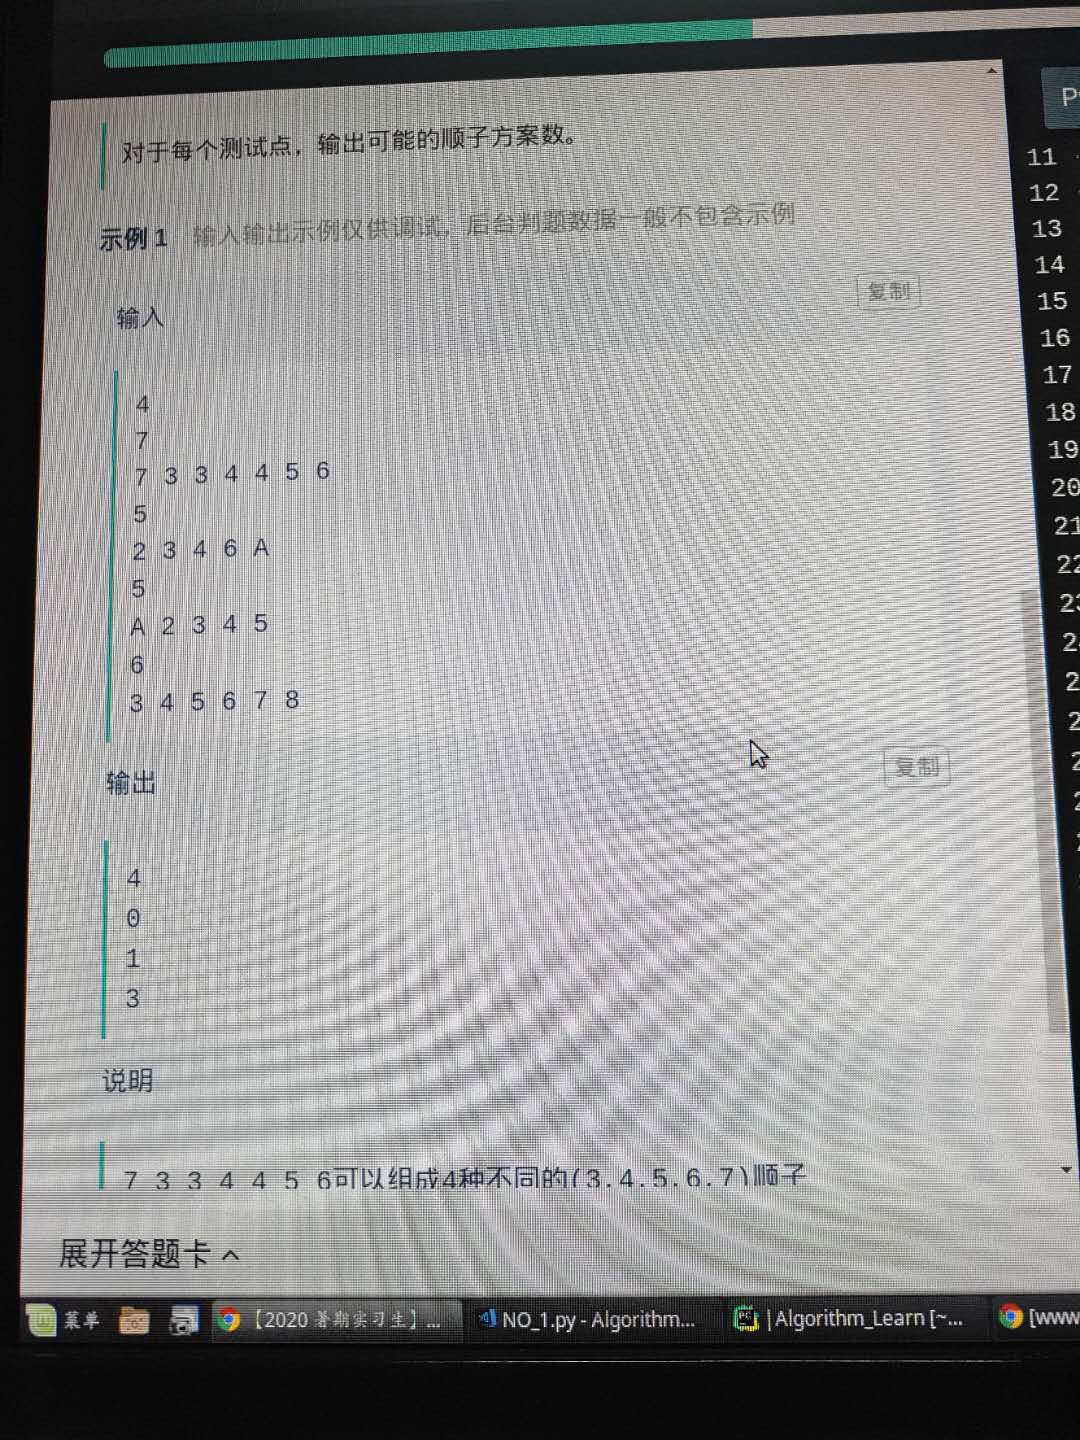 对于每个测试点，输出可能的顺子方案数。
示例 1 输入输出示例仅供调试，后台判题数据一般不包含示例
复制
输入
4
7
7 3 3 4 4 5 6
5
2 3 4 6 A
5
A 2 3 4 5
6
3 4 5 6 7 8
输出
复制
4
0
1
3
说明
7 3 3 4 4 5 6可以组成4种不同的(3.4.5.6.7)顺子
展开答题卡
11
12
13
14
15
16
17
18
19
20
21
22
菜单
【2020 暑期实习生】...
NO_1.py - Algorithm...
| Algorithm_Learn [~...
[www